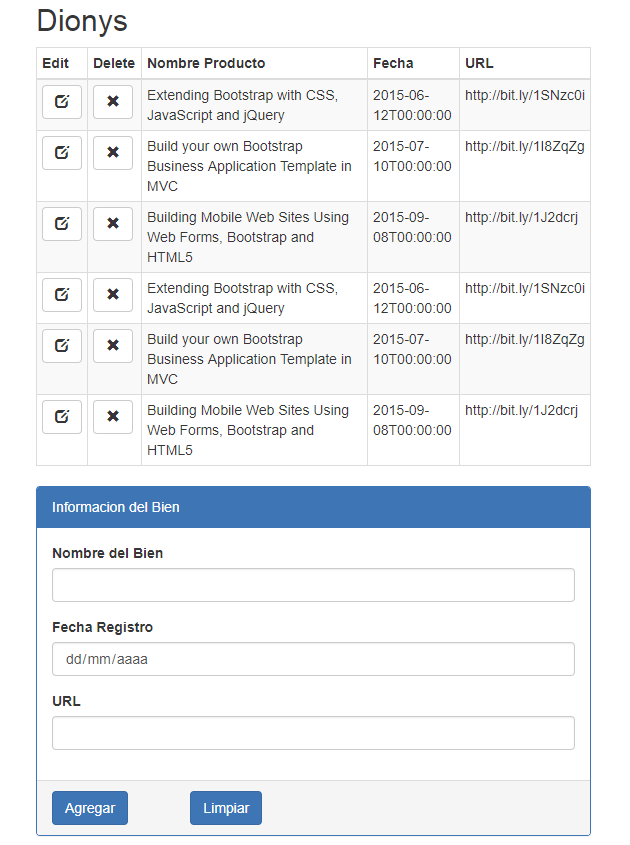 Dionys
Edit Delete Nombre Producto Fecha URL
Extending Bootstrap with CSS, 2015-06- http://bit.ly/1SNzc0i
JavaScript and jQuery 12T00:00:00
Build your own Bootstrap 2015-07- http://bit.ly/1I8ZqZg
Business Application Template in 10T00:00:00
MVC
Building Mobile Web Sites Using 2015-09- http://bit.ly/1J2dcrj
Web Forms, Bootstrap and 08T00:00:00
HTML5
Extending Bootstrap with CSS, 2015-06- http://bit.ly/1SNzc0i
JavaScript and jQuery 12T00:00:00
Build your own Bootstrap 2015-07- http://bit.ly/1I8ZqZg
Business Application Template in 10T00:00:00
MVC
Building Mobile Web Sites Using 2015-09- http://bit.ly/1J2dcrj
Web Forms, Bootstrap and 08T00:00:00
HTML5
Informacion del Bien
Nombre del Bien
Fecha Registro
dd/mm/aaaa
URL
Agregar Limpiar